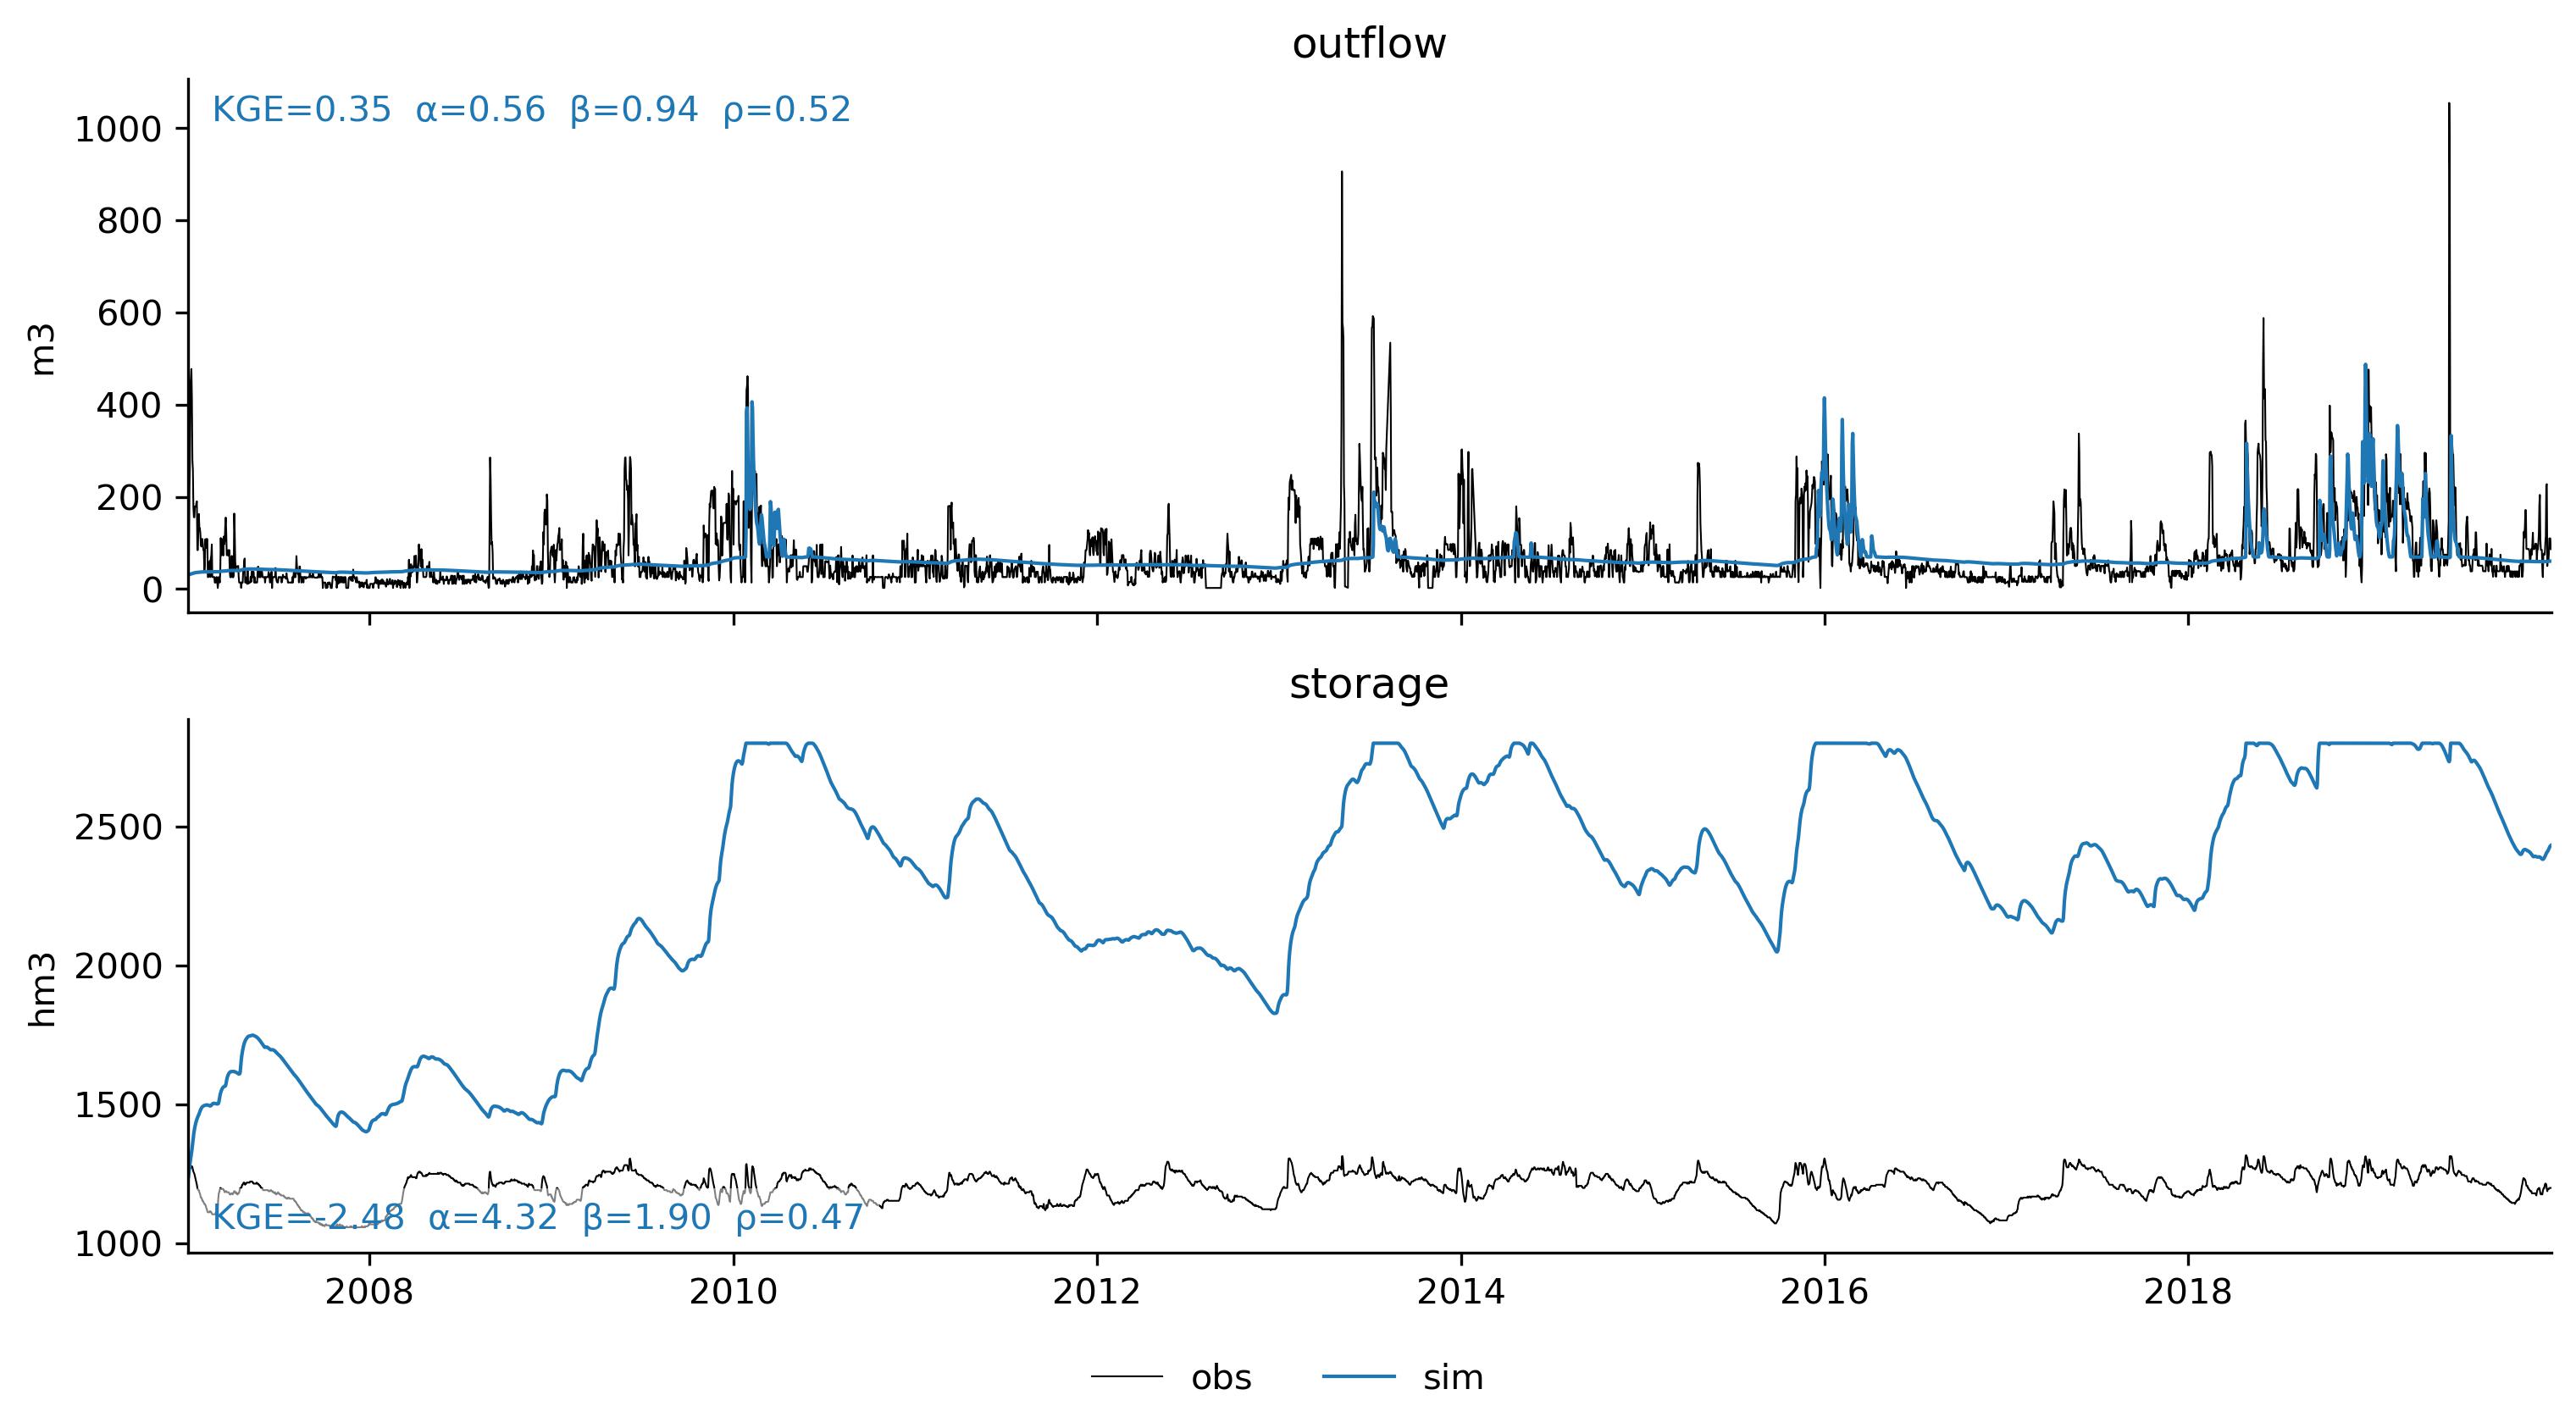 outflow
KGE=0.35 α=0.56 β=0.94 ρ=0.52
1000
800
600
400
200
0
m3
storage
2500
2000
1500
1000
hm3
KGE=-2.48 α=4.32 β=1.90 ρ=0.47
2008 2010 2012 2014 2016 2018
obs sim